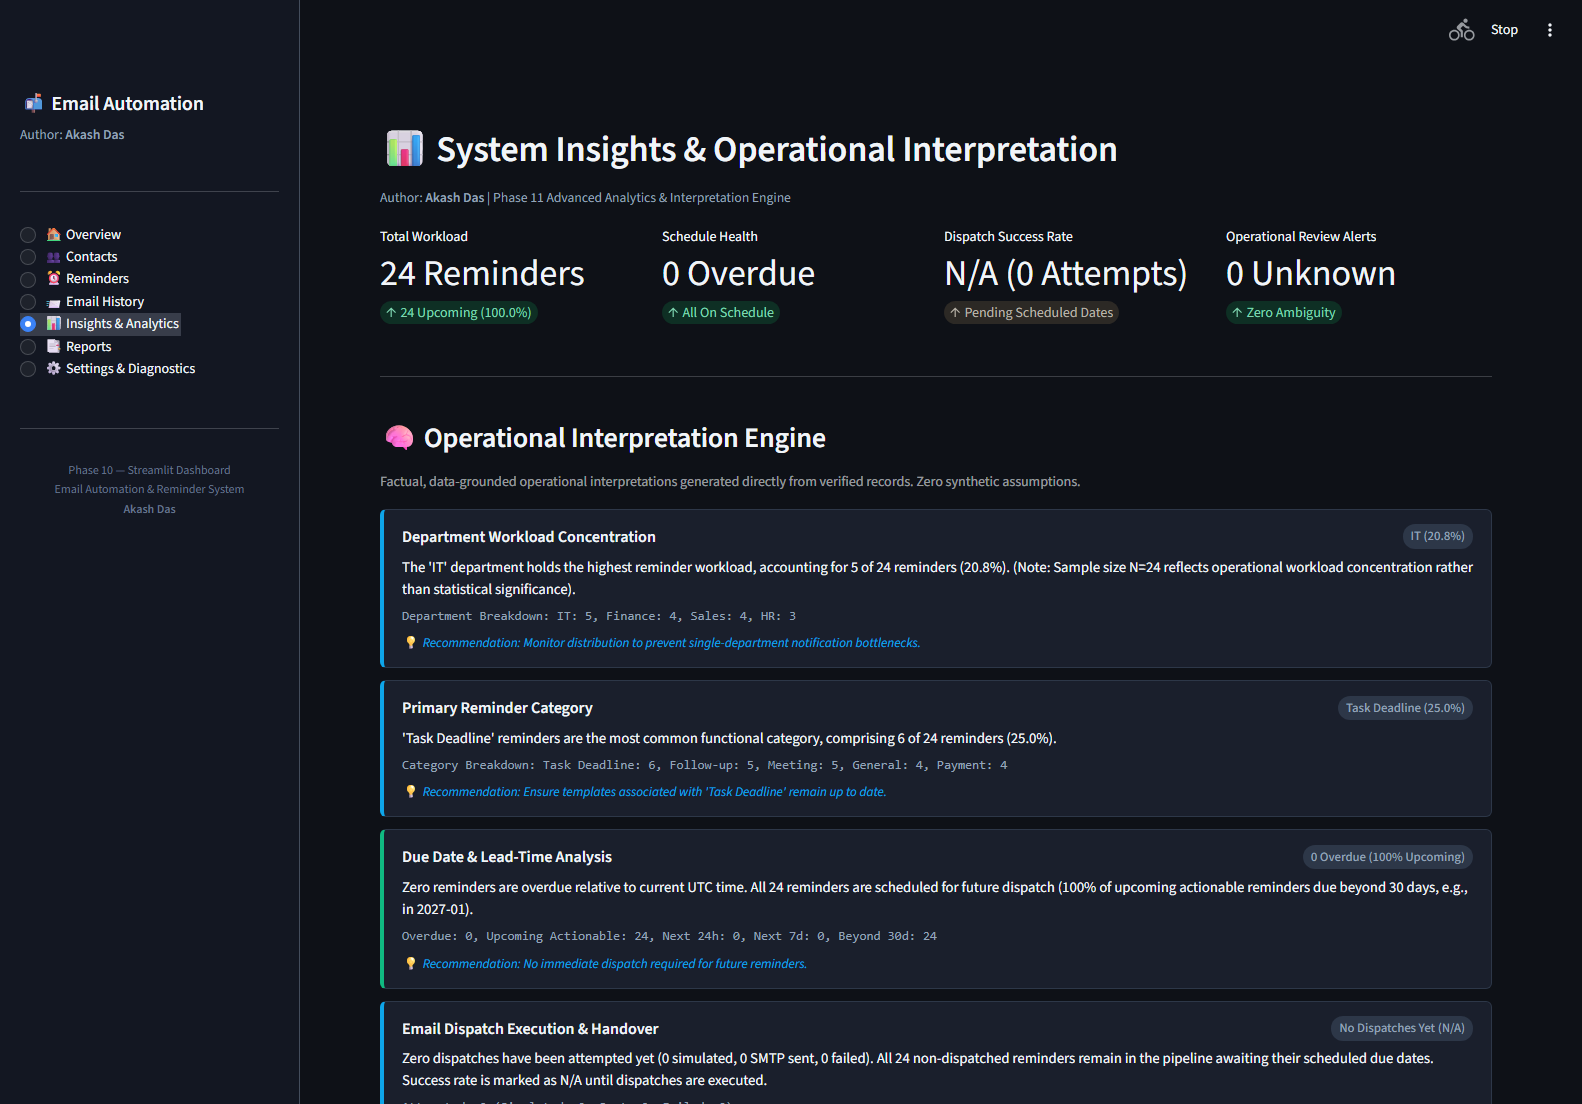 Stop
Email Automation
Author: Akash Das
Overview
Contacts
Reminders
Email History
Insights & Analytics
Reports
Settings & Diagnostics
Phase 10 — Streamlit Dashboard
Email Automation & Reminder System
Akash Das
System Insights & Operational Interpretation
Author: Akash Das | Phase 11 Advanced Analytics & Interpretation Engine
Total Workload
24 Reminders
↑ 24 Upcoming (100.0%)
Schedule Health
0 Overdue
↑ All On Schedule
Dispatch Success Rate
N/A (0 Attempts)
↑ Pending Scheduled Dates
Operational Review Alerts
0 Unknown
↑ Zero Ambiguity
Operational Interpretation Engine
Factual, data-grounded operational interpretations generated directly from verified records. Zero synthetic assumptions.
Department Workload Concentration
IT (20.8%)
The 'IT' department holds the highest reminder workload, accounting for 5 of 24 reminders (20.8%). (Note: Sample size N=24 reflects operational workload concentration rather
than statistical significance).
Department Breakdown: IT: 5, Finance: 4, Sales: 4, HR: 3
Recommendation: Monitor distribution to prevent single-department notification bottlenecks.
Primary Reminder Category
Task Deadline (25.0%)
'Task Deadline' reminders are the most common functional category, comprising 6 of 24 reminders (25.0%).
Category Breakdown: Task Deadline: 6, Follow-up: 5, Meeting: 5, General: 4, Payment: 4
Recommendation: Ensure templates associated with 'Task Deadline' remain up to date.
Due Date & Lead-Time Analysis
0 Overdue (100% Upcoming)
Zero reminders are overdue relative to current UTC time. All 24 reminders are scheduled for future dispatch (100% of upcoming actionable reminders due beyond 30 days, e.g.,
in 2027-01).
Overdue: 0, Upcoming Actionable: 24, Next 24h: 0, Next 7d: 0, Beyond 30d: 24
Recommendation: No immediate dispatch required for future reminders.
Email Dispatch Execution & Handover
No Dispatches Yet (N/A)
Zero dispatches have been attempted yet (0 simulated, 0 SMTP sent, 0 failed). All 24 non-dispatched reminders remain in the pipeline awaiting their scheduled due dates.
Success rate is marked as N/A until dispatches are executed.